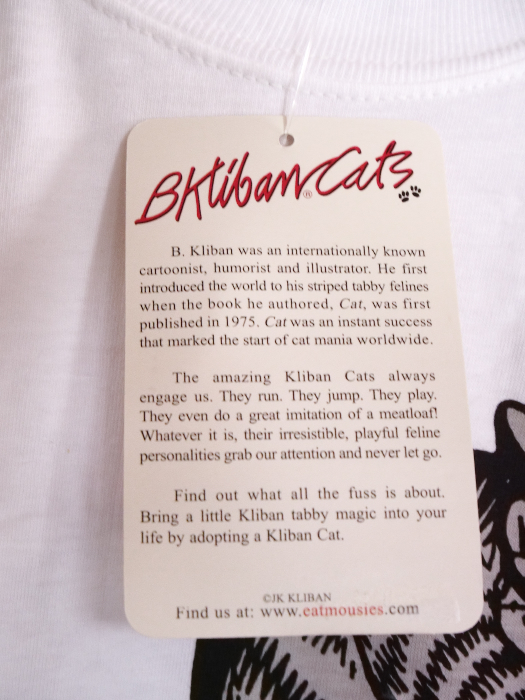 BKlibanCats®
B. Kliban was an internationally known
cartoonist, humorist and illustrator. He first
introduced the world to his striped tabby felines
when the book he authored, Cat, was first
published in 1975. Cat was an instant success
that marked the start of cat mania worldwide.
The amazing Kliban Cats always
engage us. They run. They jump. They play.
They even do a great imitation of a meatloaf!
Whatever it is, their irresistible, playful feline
personalities grab our attention and never let go.
Find out what all the fuss is about.
Bring a little Kliban tabby magic into your
life by adopting a Kliban Cat.
©JK KLIBAN
Find us at: www.eatmousies.com